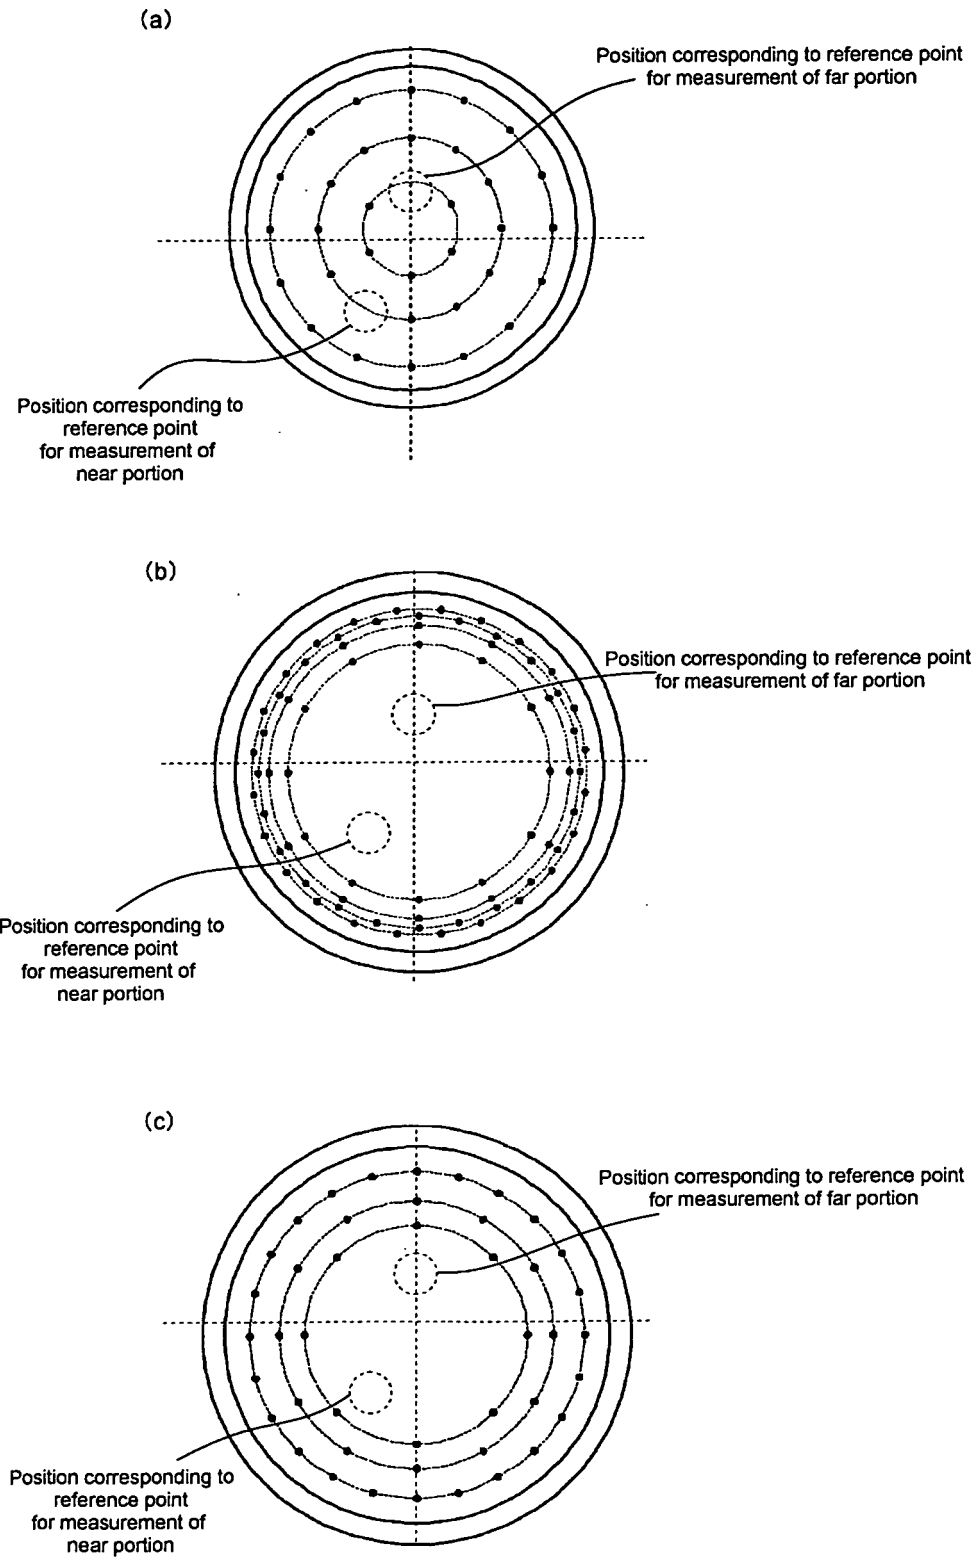 (a)
Position corresponding to reference point
for measurement of far portion
Position corresponding to
reference point
for measurement of
near portion
(b)
Position corresponding to reference point
for measurement of far portion
Position corresponding to
reference point
for measurement of
near portion
(c)
Position corresponding to reference point
for measurement of far portion
Position corresponding to
reference point
for measurement of
near portion